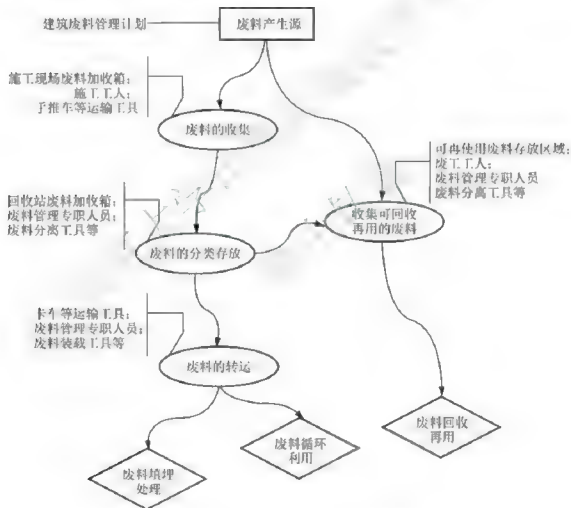 建筑废料管理计划
废料产生源
施工现场废料加收箱；
施工工人；
手推车等运输工具
废料的收集
可再使用废料存放区域；
废工工人；
废料管理专职人员
废料分离工具等
回收站废料加收箱；
废料管理专职人员；
废料分离工具等
收集可回收
再用的废料
废料的分类存放
卡车等运输工具；
废料管理专职人员；
废料装载工具等
废料的转运
废料回收
再用
废料循环
利用
废料填埋
处理